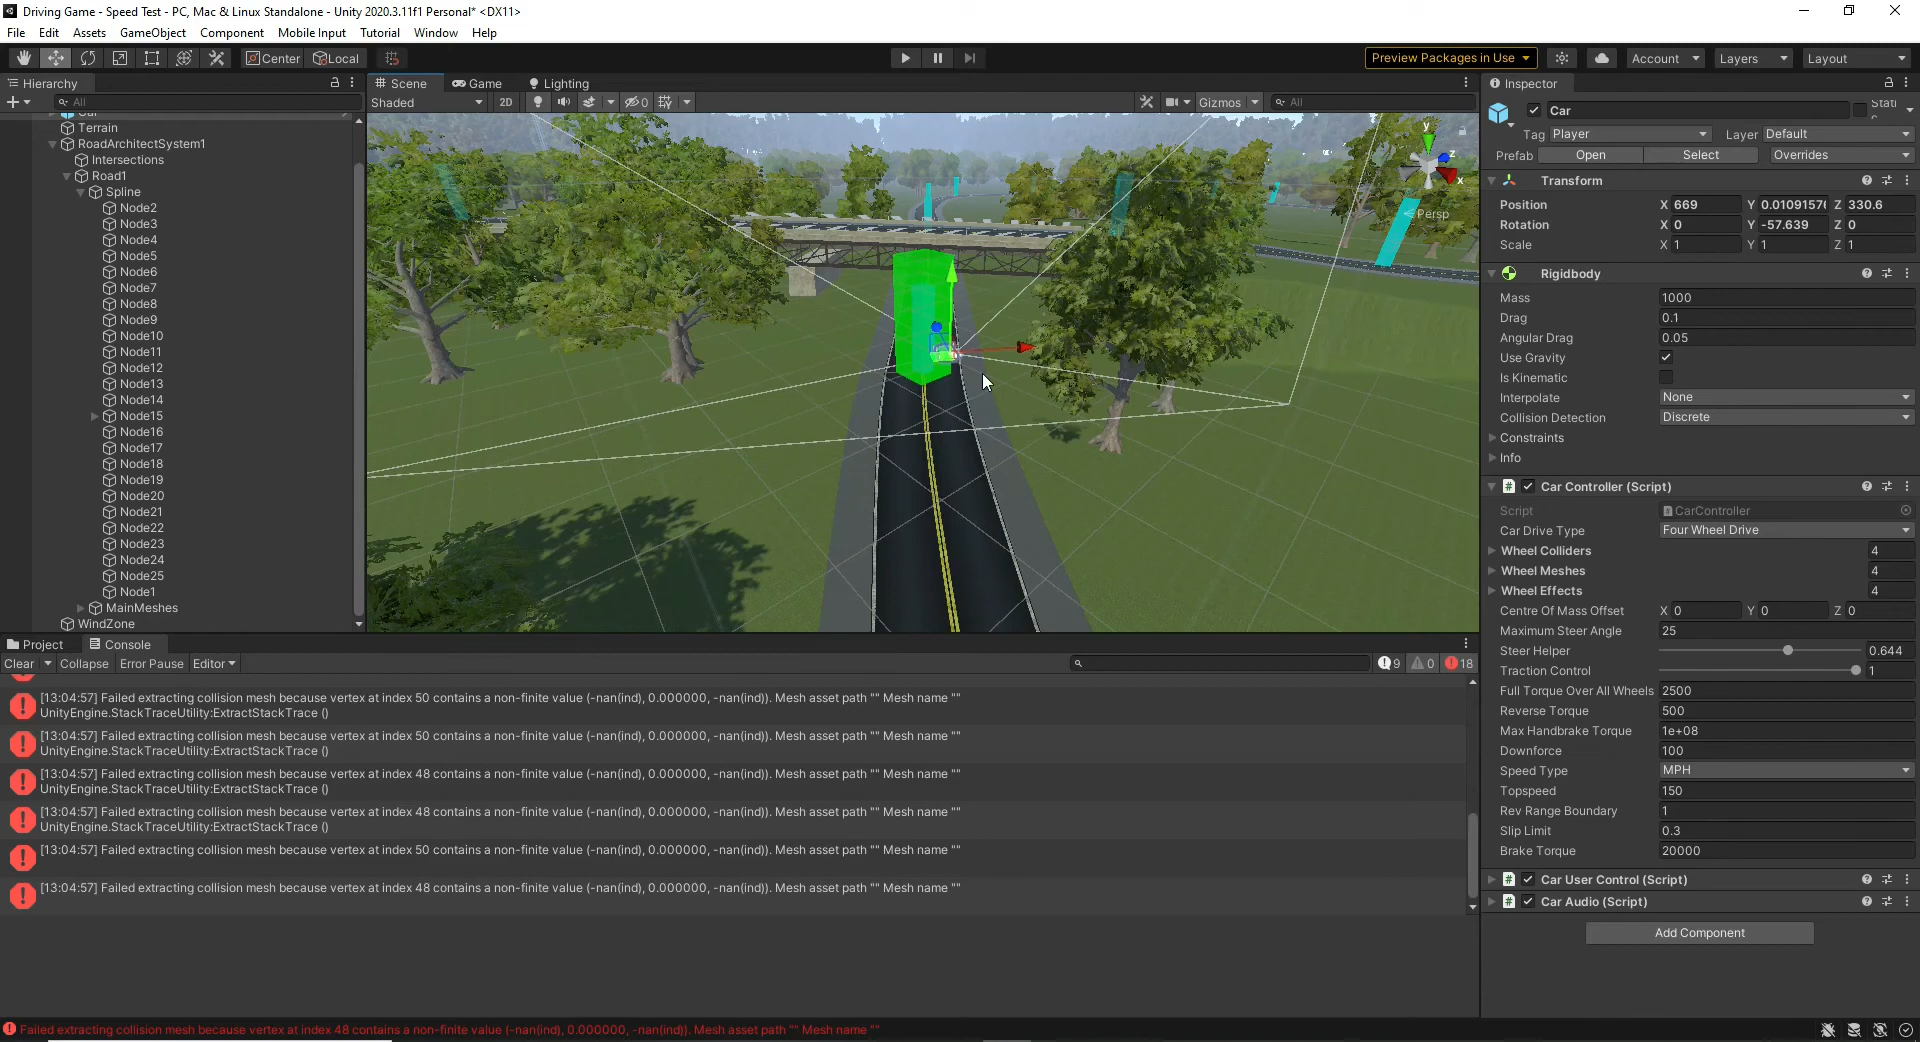 Driving Game - Speed Test - PC, Mac & Linux Standalone - Unity 2020.3.11f1 Personal* <DX11>
File Edit Assets GameObject Component Mobile Input Tutorial Window Help
Center Local Preview Packages in Use Account Layers Layout
Hierarchy
All
Car
Terrain
RoadArchitectSystem1
Intersections
Road1
Spline
Node2
Node3
Node4
Node5
Node6
Node7
Node8
Node9
Node10
Node11
Node12
Node13
Node14
Node15
Node16
Node17
Node18
Node19
Node20
Node21
Node22
Node23
Node24
Node25
Node1
MainMeshes
WindZone
Scene Game Lighting
Shaded 2D 0 Gizmos All
y
z
x
Persp
Inspector
Car Static
Tag Player Layer Default
Prefab Open Select Overrides
Transform
Position X 669 Y 0.0109157 Z 330.6
Rotation X 0 Y -57.639 Z 0
Scale X 1 Y 1 Z 1
Rigidbody
Mass 1000
Drag 0.1
Angular Drag 0.05
Use Gravity
Is Kinematic
Interpolate None
Collision Detection Discrete
Constraints
Info
Car Controller (Script)
Script CarController
Car Drive Type Four Wheel Drive
Wheel Colliders 4
Wheel Meshes 4
Wheel Effects 4
Centre Of Mass Offset X 0 Y 0 Z 0
Maximum Steer Angle 25
Steer Helper 0.644
Traction Control 1
Full Torque Over All Wheels 2500
Reverse Torque 500
Max Handbrake Torque 1e+08
Downforce 100
Speed Type MPH
Topspeed 150
Rev Range Boundary 1
Slip Limit 0.3
Brake Torque 20000
Car User Control (Script)
Car Audio (Script)
Add Component
Project Console
Clear Collapse Error Pause Editor 9 0 18
[13:04:57] Failed extracting collision mesh because vertex at index 50 contains a non-finite value (-nan(ind), 0.000000, -nan(ind)). Mesh asset path "" Mesh name ""
UnityEngine.StackTraceUtility:ExtractStackTrace ()
[13:04:57] Failed extracting collision mesh because vertex at index 50 contains a non-finite value (-nan(ind), 0.000000, -nan(ind)). Mesh asset path "" Mesh name ""
UnityEngine.StackTraceUtility:ExtractStackTrace ()
[13:04:57] Failed extracting collision mesh because vertex at index 48 contains a non-finite value (-nan(ind), 0.000000, -nan(ind)). Mesh asset path "" Mesh name ""
UnityEngine.StackTraceUtility:ExtractStackTrace ()
[13:04:57] Failed extracting collision mesh because vertex at index 48 contains a non-finite value (-nan(ind), 0.000000, -nan(ind)). Mesh asset path "" Mesh name ""
UnityEngine.StackTraceUtility:ExtractStackTrace ()
[13:04:57] Failed extracting collision mesh because vertex at index 50 contains a non-finite value (-nan(ind), 0.000000, -nan(ind)). Mesh asset path "" Mesh name ""
[13:04:57] Failed extracting collision mesh because vertex at index 48 contains a non-finite value (-nan(ind), 0.000000, -nan(ind)). Mesh asset path "" Mesh name ""
Failed extracting collision mesh because vertex at index 48 contains a non-finite value (-nan(ind), 0.000000, -nan(ind)). Mesh asset path "" Mesh name ""